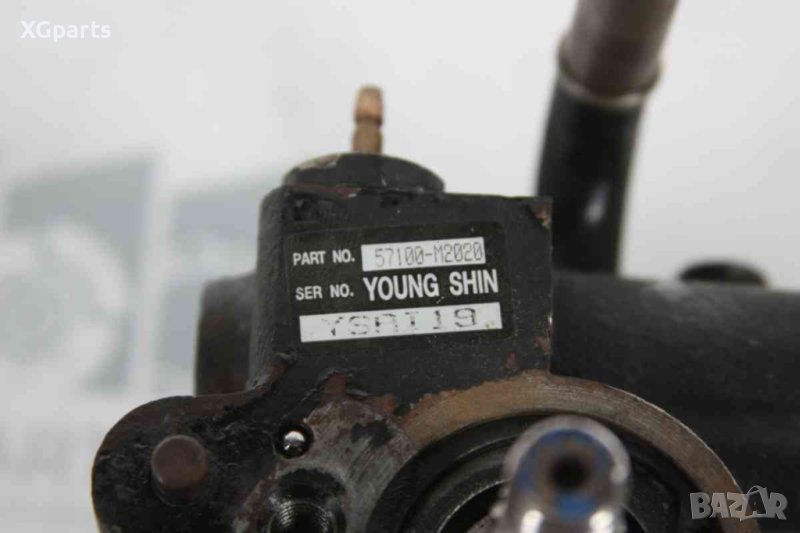 XGparts
PART NO. 57100-M2020
SER NO. YOUNG SHIN
YSAT19
BAZAR